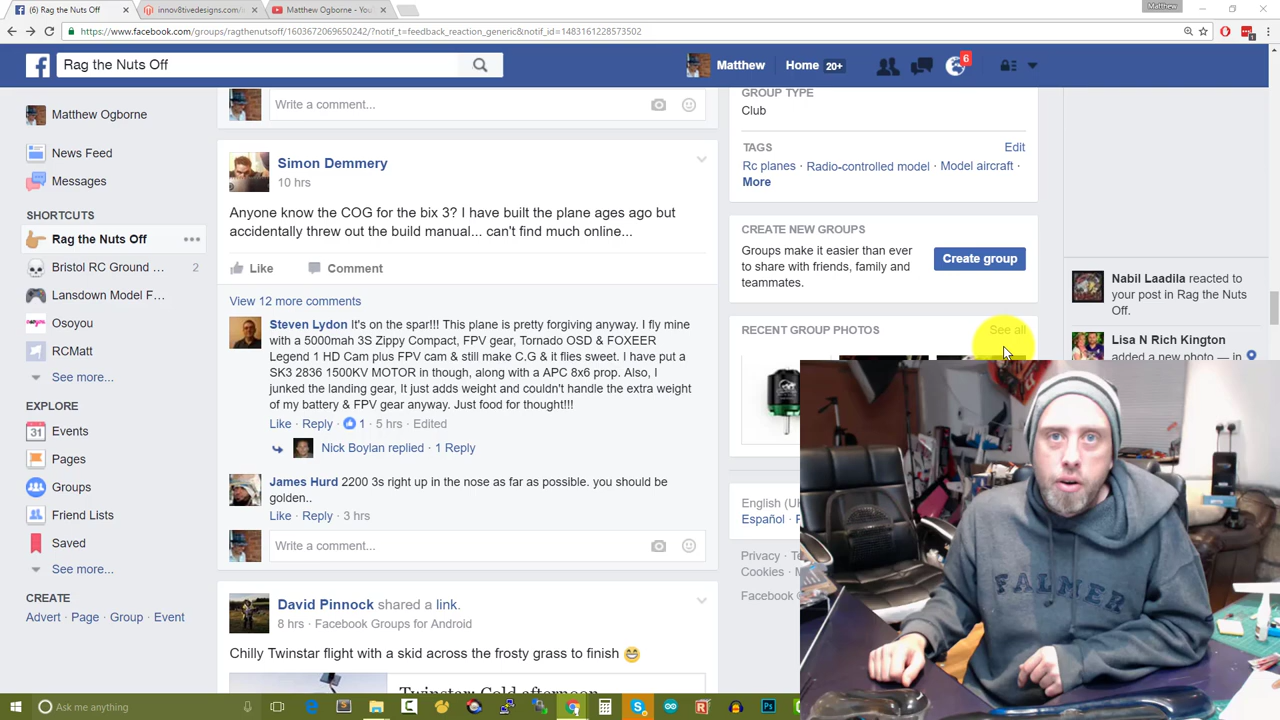 (6) Rag the Nuts Off
innov8tivedesigns.com/i
Matthew Ogborne - You
Matthew
https://www.facebook.com/groups/ragthenutsoff/1603672069650242/?notif_t=feedback_reaction_generic&notif_id=1483161228573502
Rag the Nuts Off
Matthew
Home 20+
6
Matthew Ogborne
News Feed
Messages
SHORTCUTS
Rag the Nuts Off
Bristol RC Ground ...
2
Lansdown Model F...
Osoyou
RCMatt
See more...
EXPLORE
31 Events
Pages
Groups
Friend Lists
Saved
See more...
CREATE
Advert · Page · Group · Event
Write a comment...
Simon Demmery
10 hrs
Anyone know the COG for the bix 3? I have built the plane ages ago but
accidentally threw out the build manual... can't find much online...
Like
Comment
View 12 more comments
Steven Lydon It's on the spar!!! This plane is pretty forgiving anyway. I fly mine
with a 5000mah 3S Zippy Compact, FPV gear, Tornado OSD & FOXEER
Legend 1 HD Cam plus FPV cam & still make C.G & it flies sweet. I have put a
SK3 2836 1500KV MOTOR in though, along with a APC 8x6 prop. Also, I
junked the landing gear, It just adds weight and couldn't handle the extra weight
of my battery & FPV gear anyway. Just food for thought!!!
Like · Reply · 1 · 5 hrs · Edited
Nick Boylan replied · 1 Reply
James Hurd 2200 3s right up in the nose as far as possible. you should be
golden..
Like · Reply · 3 hrs
Write a comment...
David Pinnock shared a link.
8 hrs · Facebook Groups for Android
Chilly Twinstar flight with a skid across the frosty grass to finish 😁
Twinstar: Cold afternoon
GROUP TYPE
Club
TAGS
Edit
Rc planes · Radio-controlled model · Model aircraft ·
More
CREATE NEW GROUPS
Groups make it easier than ever
to share with friends, family and
teammates.
Create group
RECENT GROUP PHOTOS
See all
English (U
Español ·
Privacy ·
Cookies ·
Facebook
Nabil Laadila reacted to
your post in Rag the Nuts
Off.
Lisa N Rich Kington
added a new photo — in
FALMER
Ask me anything